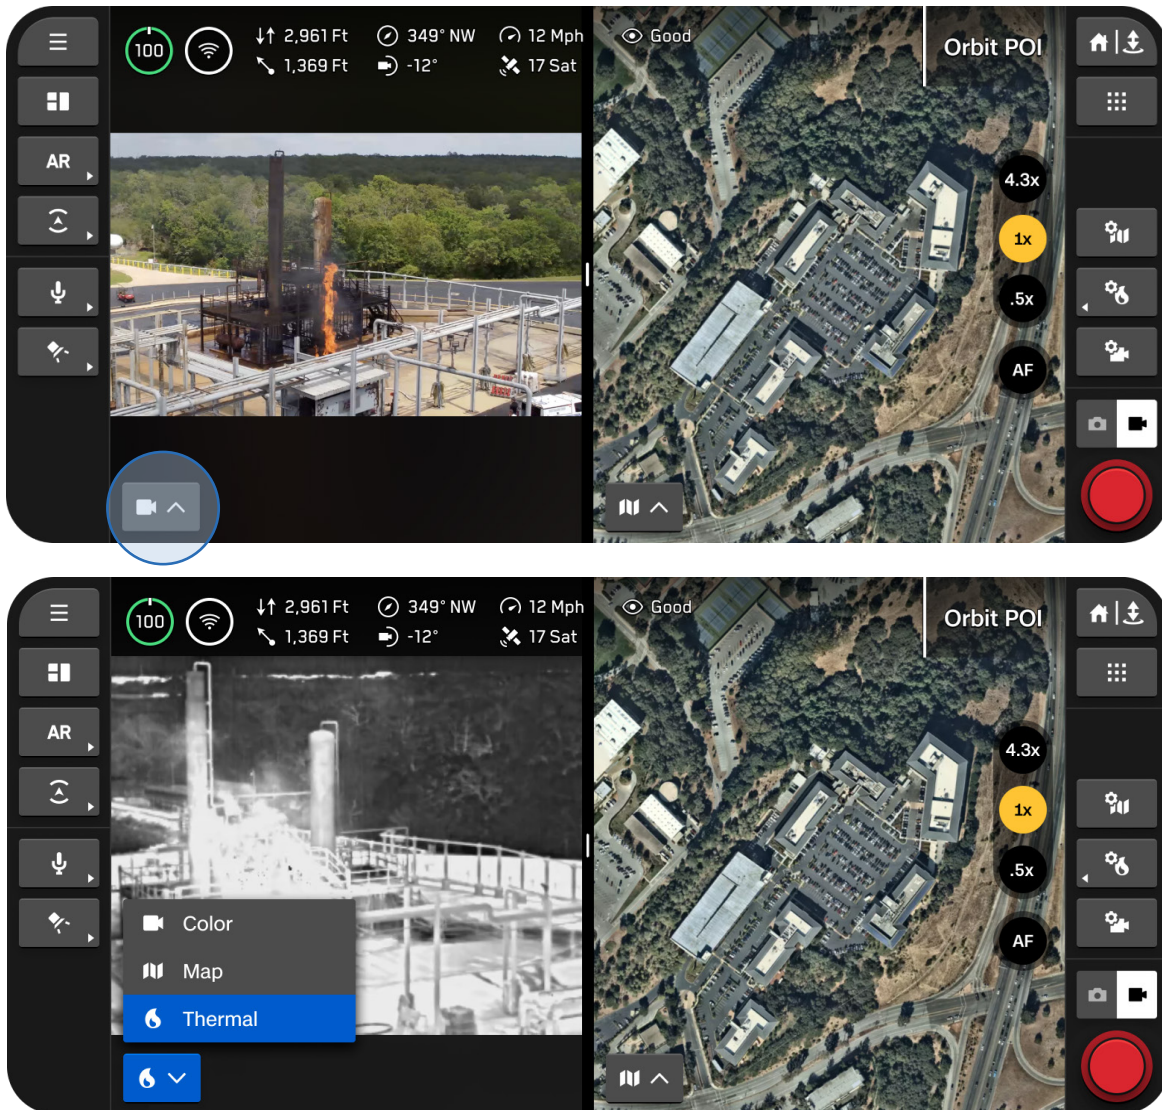 100
2,961 Ft 349° NW 12 Mph
1,369 Ft -12° 17 Sat
Good
Orbit POI
AR
4.3x
1x
.5x
AF
100
2,961 Ft 349° NW 12 Mph
1,369 Ft -12° 17 Sat
Good
Orbit POI
AR
4.3x
1x
.5x
AF
Color
Map
Thermal